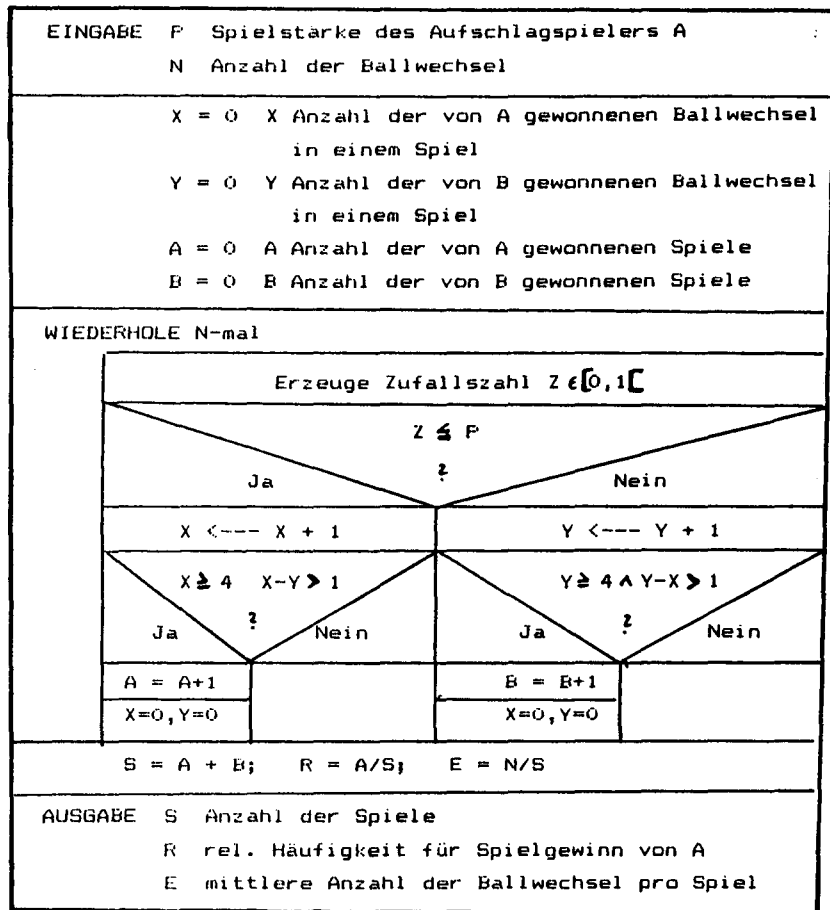 EINGABE P Spielstärke des Aufschlagspielers A
N Anzahl der Ballwechsel
X = 0 X Anzahl der von A gewonnenen Ballwechsel
in einem Spiel
Y = 0 Y Anzahl der von B gewonnenen Ballwechsel
in einem Spiel
A = 0 A Anzahl der von A gewonnenen Spiele
B = 0 B Anzahl der von B gewonnenen Spiele
WIEDERHOLE N-mal
Erzeuge Zufallszahl Z ϵ[0,1[
Z ≦ P
?
Ja Nein
X <--- X + 1 Y <--- Y + 1
X ≧ 4 X-Y > 1 Y ≧ 4 ∧ Y-X > 1
? ?
Ja Nein Ja Nein
A = A+1 B = B+1
X=0,Y=0 X=0,Y=0
S = A + B; R = A/S; E = N/S
AUSGABE S Anzahl der Spiele
R rel. Häufigkeit für Spielgewinn von A
E mittlere Anzahl der Ballwechsel pro Spiel